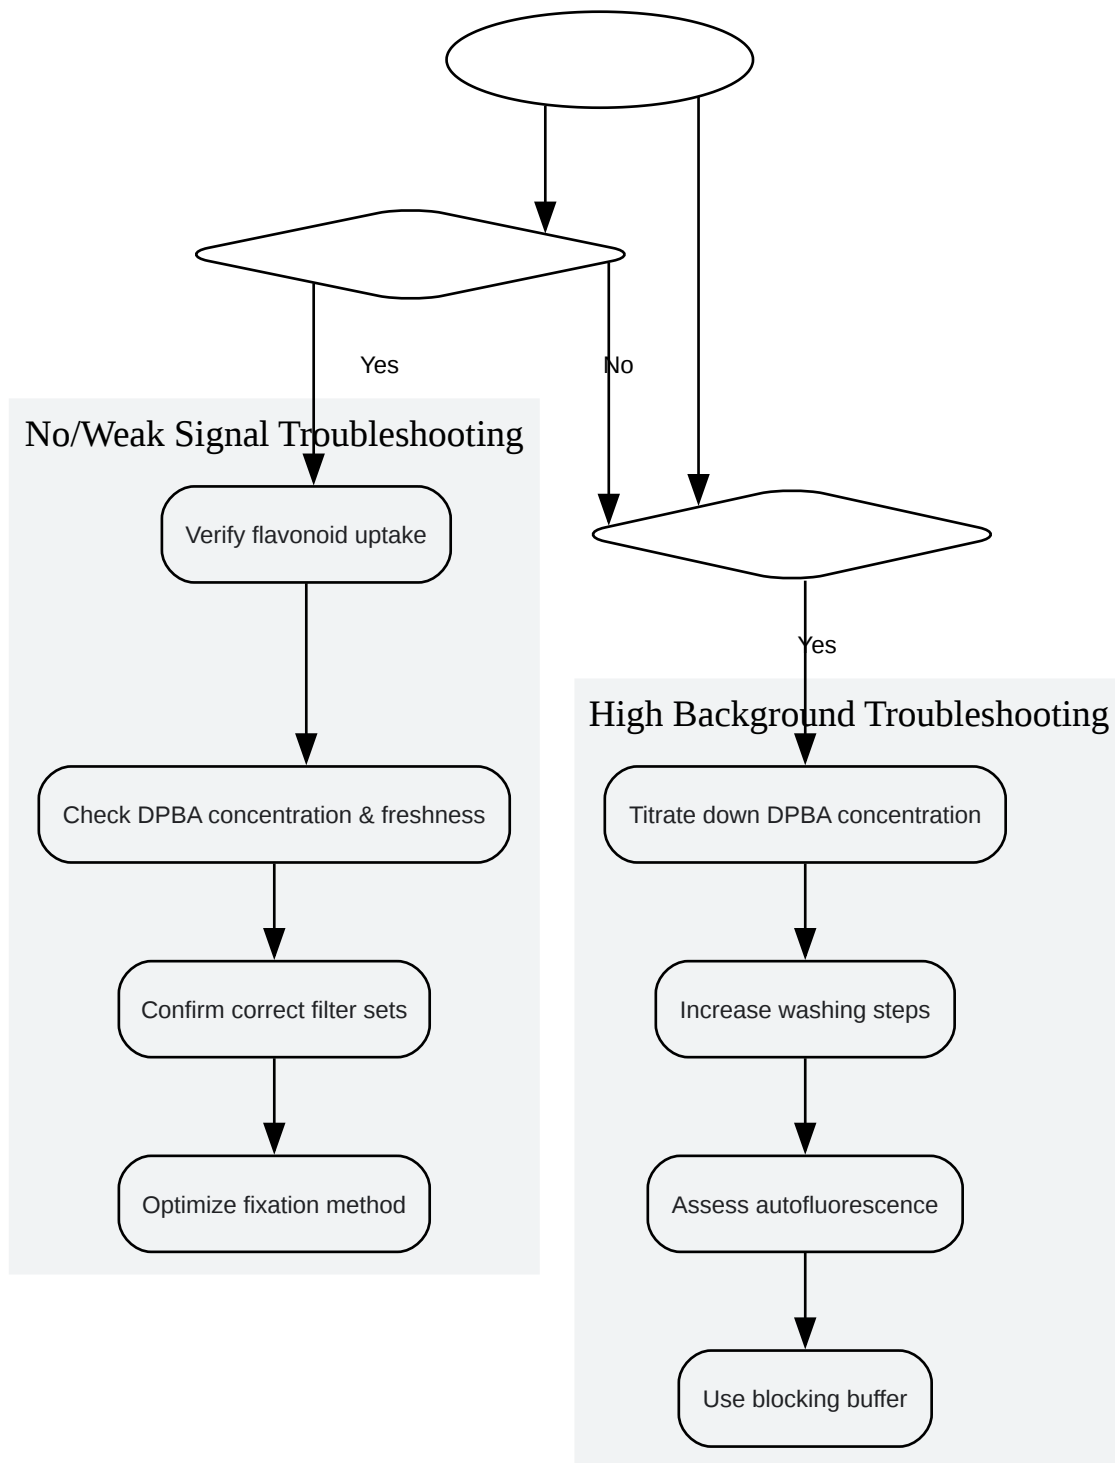 Yes
No
No/Weak Signal Troubleshooting
Verify flavonoid uptake
Yes
High Background Troubleshooting
Check DPBA concentration & freshness
Titrate down DPBA concentration
Confirm correct filter sets
Increase washing steps
Optimize fixation method
Assess autofluorescence
Use blocking buffer